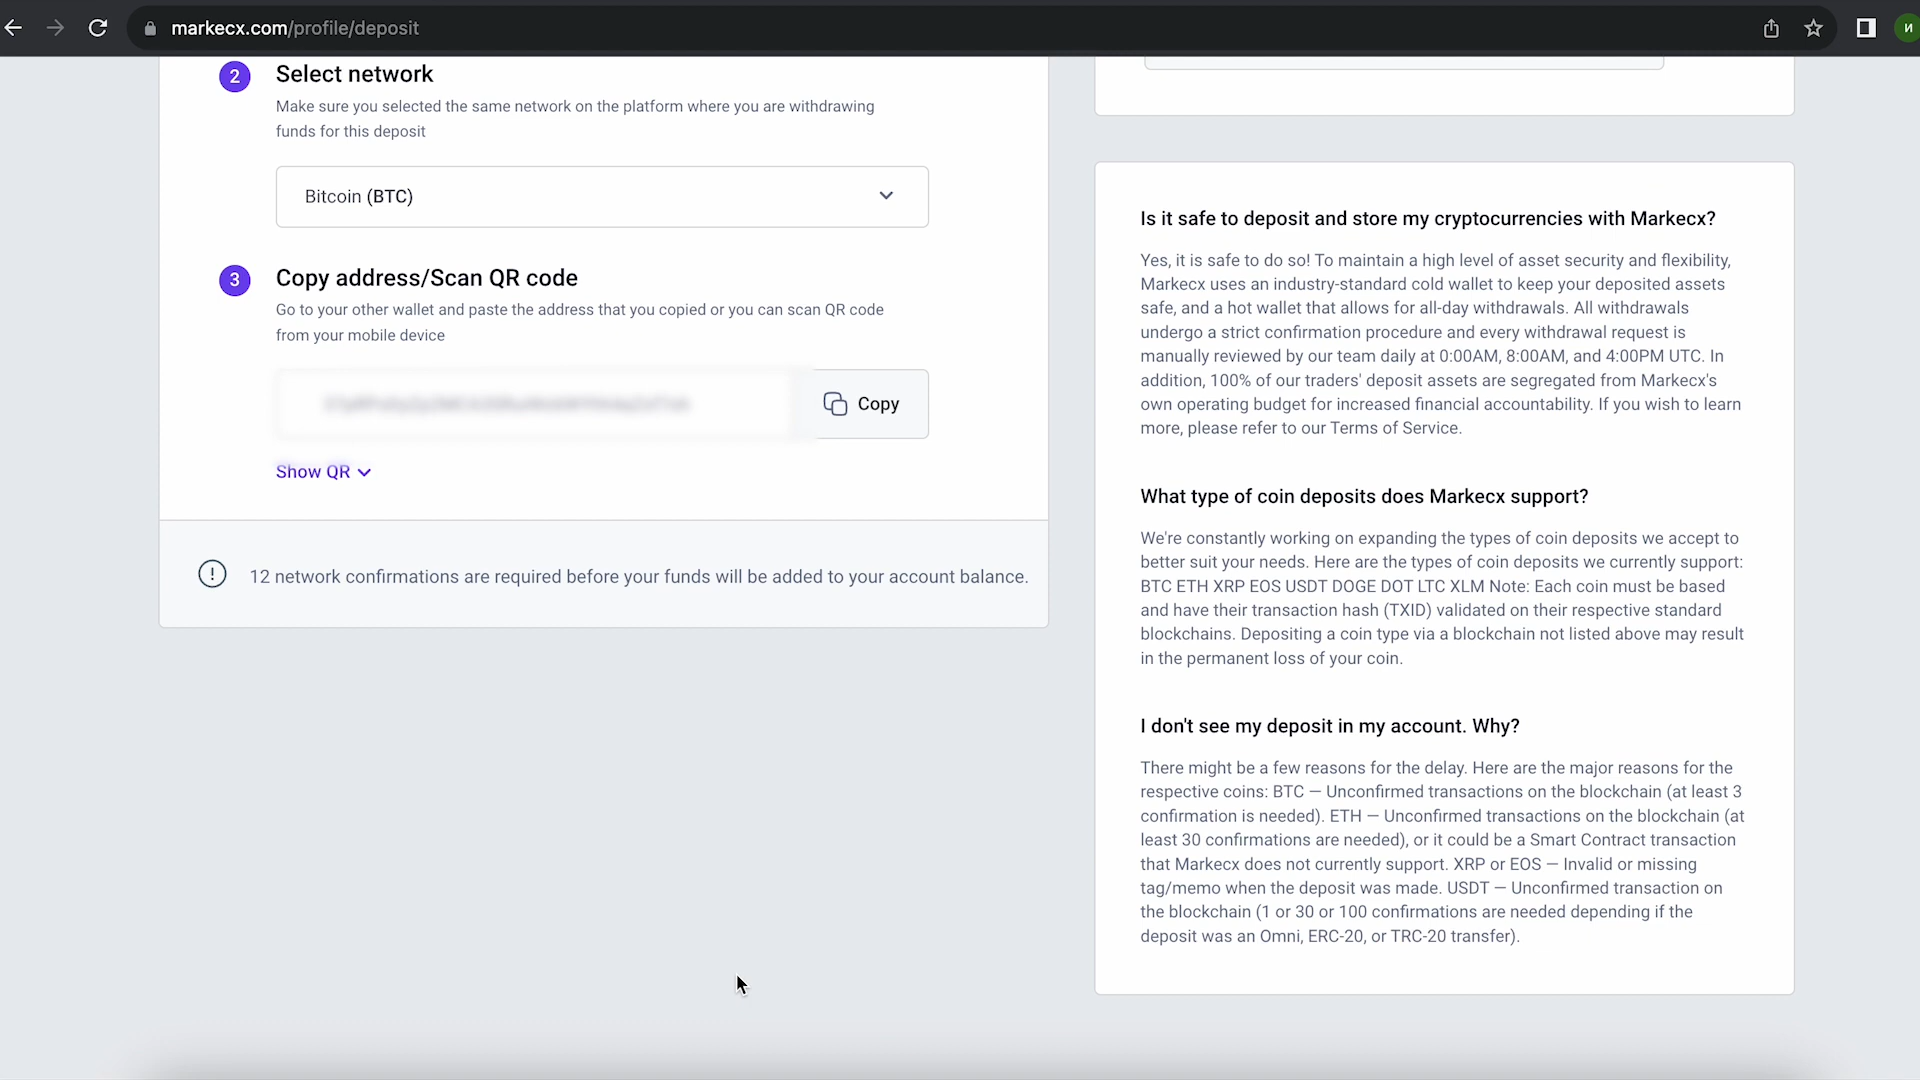 markecx.com/profile/deposit
и
2
Select network
Make sure you selected the same network on the platform where you are withdrawing
funds for this deposit
Bitcoin (BTC)
3
Copy address/Scan QR code
Go to your other wallet and paste the address that you copied or you can scan QR code
from your mobile device
Copy
Show QR
12 network confirmations are required before your funds will be added to your account balance.
Is it safe to deposit and store my cryptocurrencies with Markecx?
Yes, it is safe to do so! To maintain a high level of asset security and flexibility,
Markecx uses an industry-standard cold wallet to keep your deposited assets
safe, and a hot wallet that allows for all-day withdrawals. All withdrawals
undergo a strict confirmation procedure and every withdrawal request is
manually reviewed by our team daily at 0:00AM, 8:00AM, and 4:00PM UTC. In
addition, 100% of our traders' deposit assets are segregated from Markecx's
own operating budget for increased financial accountability. If you wish to learn
more, please refer to our Terms of Service.
What type of coin deposits does Markecx support?
We're constantly working on expanding the types of coin deposits we accept to
better suit your needs. Here are the types of coin deposits we currently support:
BTC ETH XRP EOS USDT DOGE DOT LTC XLM Note: Each coin must be based
and have their transaction hash (TXID) validated on their respective standard
blockchains. Depositing a coin type via a blockchain not listed above may result
in the permanent loss of your coin.
I don't see my deposit in my account. Why?
There might be a few reasons for the delay. Here are the major reasons for the
respective coins: BTC — Unconfirmed transactions on the blockchain (at least 3
confirmation is needed). ETH — Unconfirmed transactions on the blockchain (at
least 30 confirmations are needed), or it could be a Smart Contract transaction
that Markecx does not currently support. XRP or EOS — Invalid or missing
tag/memo when the deposit was made. USDT — Unconfirmed transaction on
the blockchain (1 or 30 or 100 confirmations are needed depending if the
deposit was an Omni, ERC-20, or TRC-20 transfer).